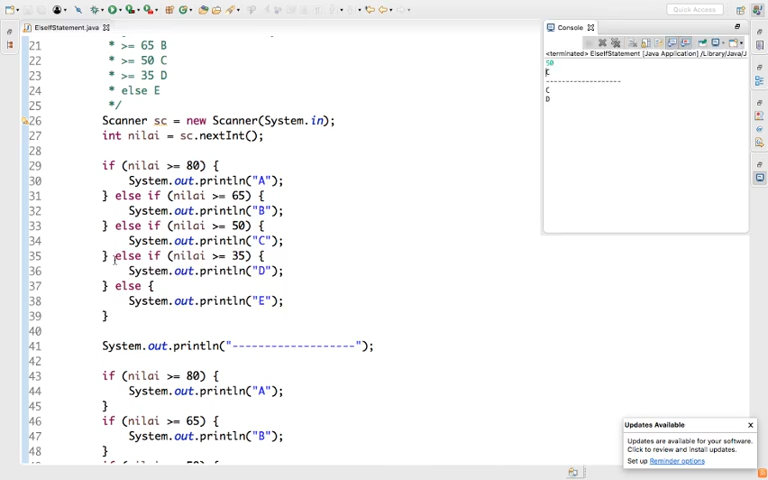 Quick Access
ElseifStatement.java
Console
<terminated> ElseifStatement [Java Application] /Library/Java/J
50
C
-------------------
C
D
21 * >= 65 B
22 * >= 50 C
23 * >= 35 D
24 * else E
25 */
26 Scanner sc = new Scanner(System.in);
27 int nilai = sc.nextInt();
28
29 if (nilai >= 80) {
30 System.out.println("A");
31 } else if (nilai >= 65) {
32 System.out.println("B");
33 } else if (nilai >= 50) {
34 System.out.println("C");
35 } else if (nilai >= 35) {
36 System.out.println("D");
37 } else {
38 System.out.println("E");
39 }
40
41 System.out.println("-------------------");
42
43 if (nilai >= 80) {
44 System.out.println("A");
45 }
46 if (nilai >= 65) {
47 System.out.println("B");
48 }
Updates Available
Updates are available for your software.
Click to review and install updates.
Set up Reminder options